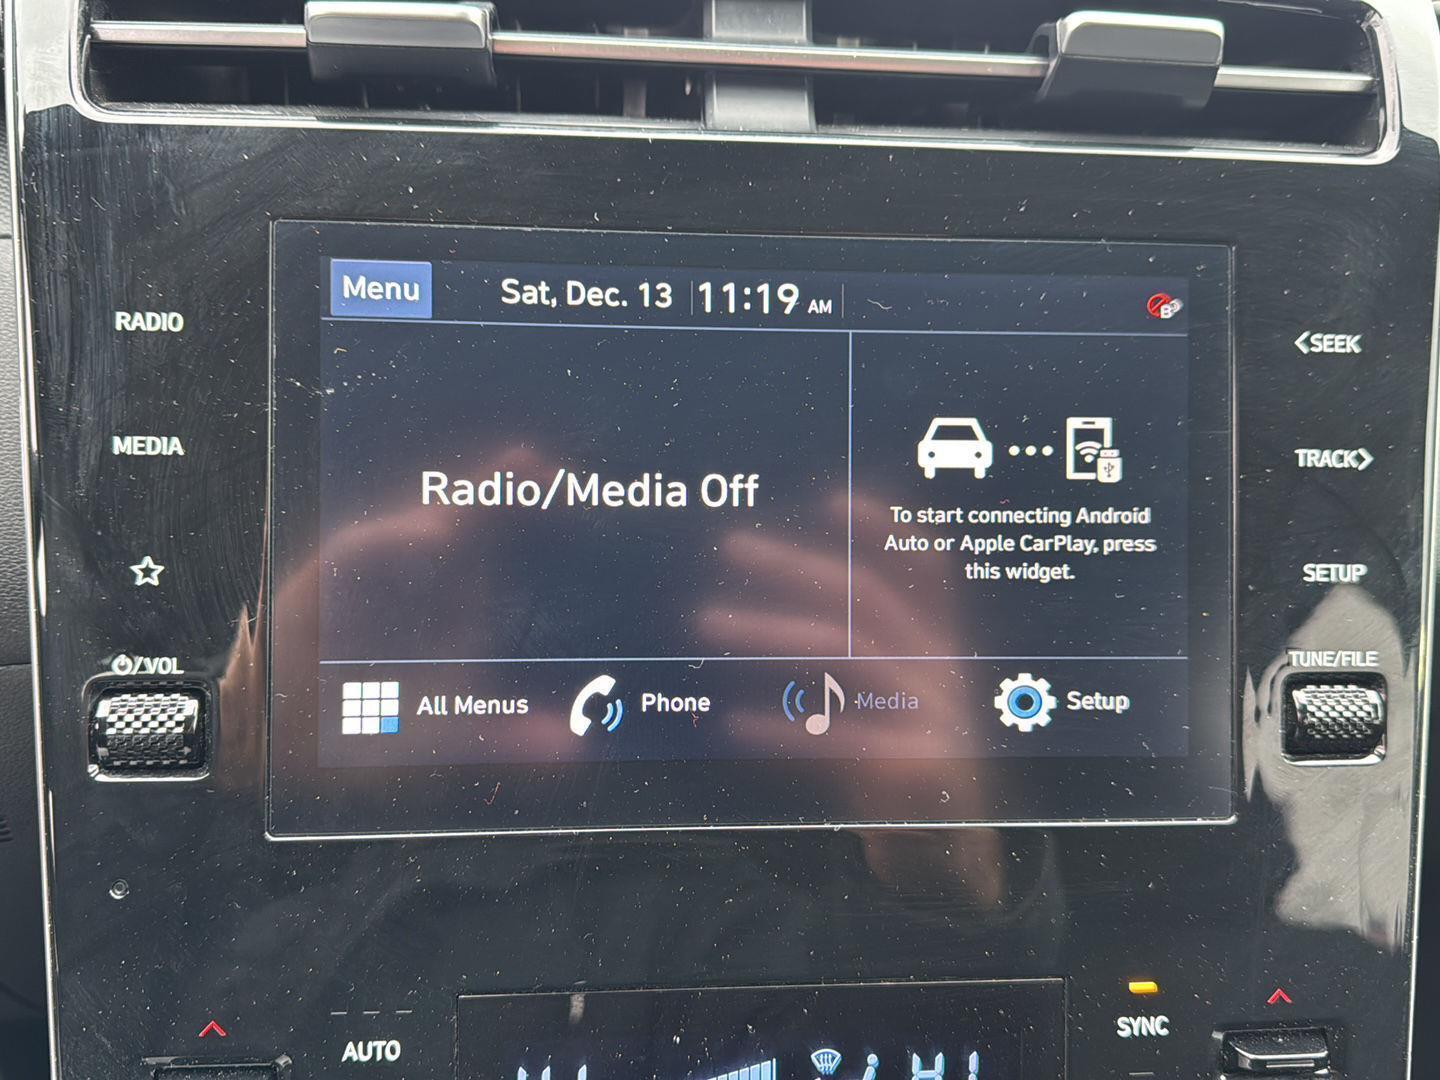 Menu
Sat, Dec. 13
11:19 AM
RADIO
MEDIA
/VOL
Radio/Media Off
To start connecting Android
Auto or Apple CarPlay, press
this widget.
All Menus
Phone
Media
Setup
<SEEK
TRACK>
SETUP
TUNE/FILE
AUTO
SYNC